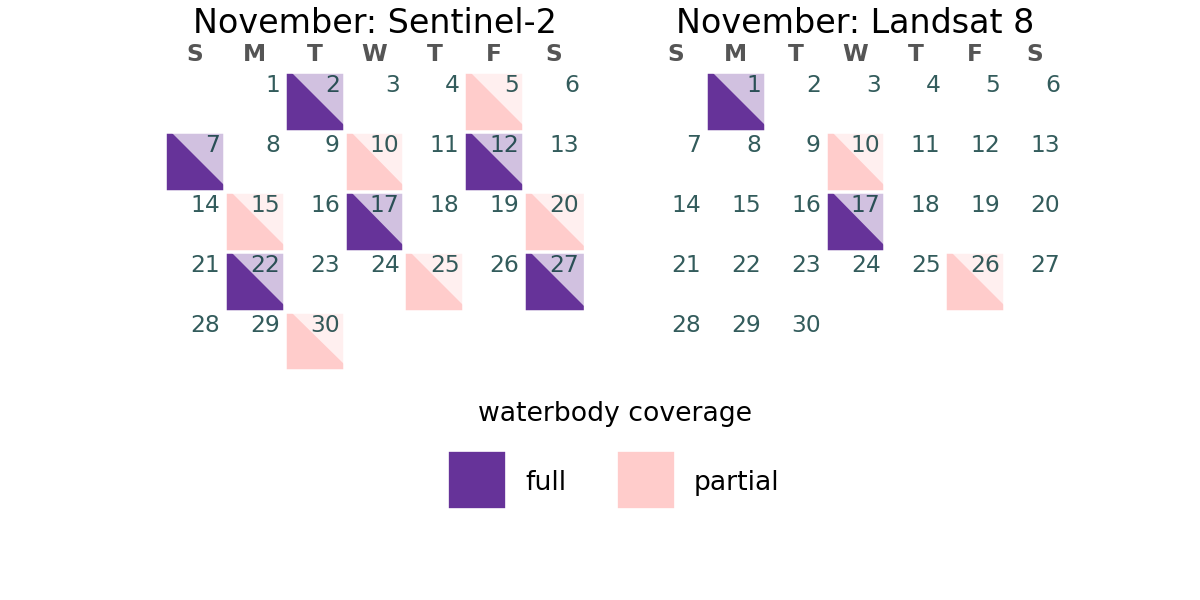 November: Sentinel-2
S M T W T F S
1 2 3 4 5 6
7 8 9 10 11 12 13
14 15 16 17 18 19 20
21 22 23 24 25 26 27
28 29 30
November: Landsat 8
S M T W T F S
1 2 3 4 5 6
7 8 9 10 11 12 13
14 15 16 17 18 19 20
21 22 23 24 25 26 27
28 29 30
waterbody coverage
full
partial